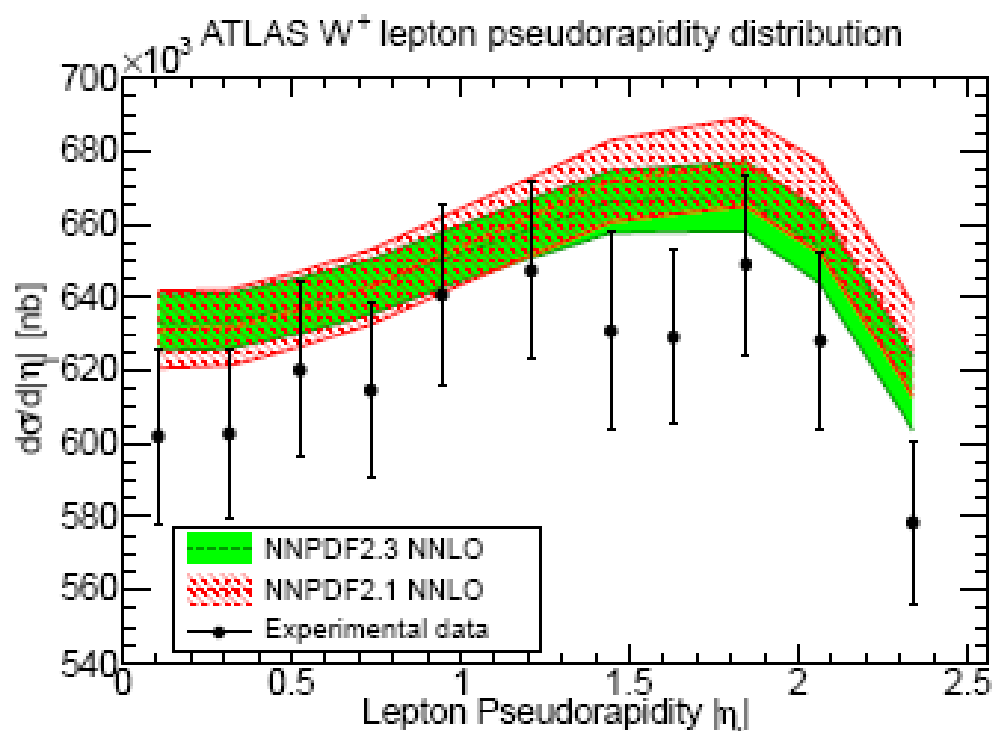 ATLAS W⁺ lepton pseudorapidity distribution
×10³
700
680
660
640
620
600
580
560
540
dσ/d|η| [nb]
NNPDF2.3 NNLO
NNPDF2.1 NNLO
Experimental data
0 0.5 1 1.5 2 2.5
Lepton Pseudorapidity |η|